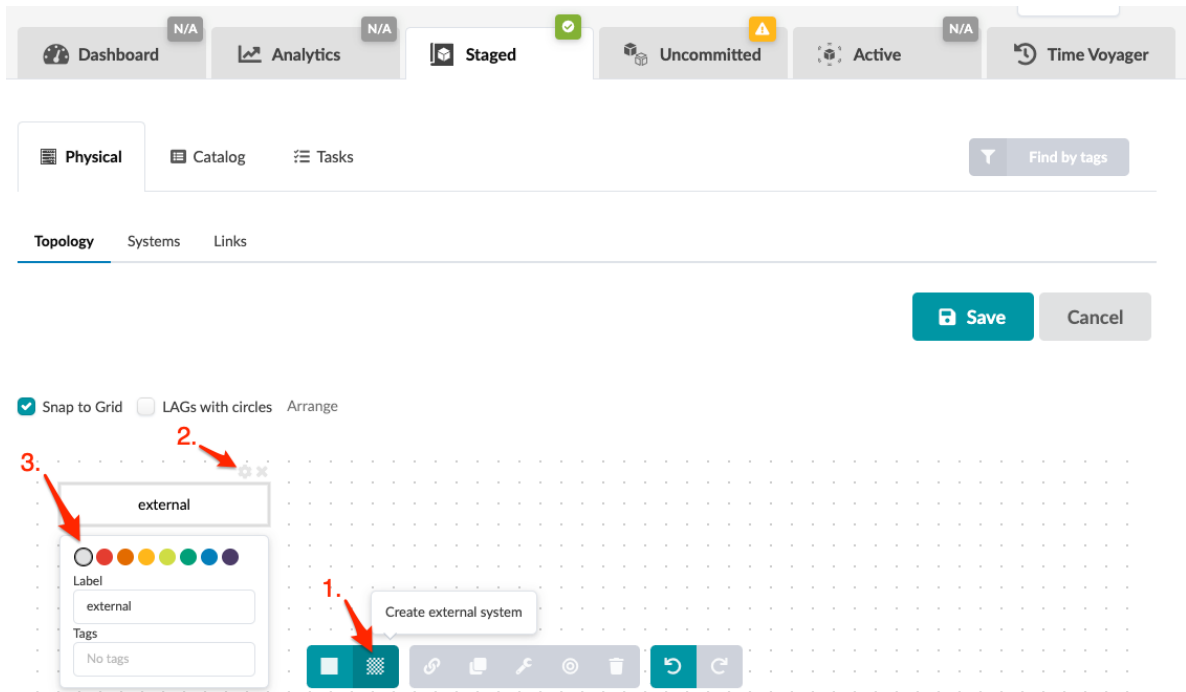 N/A N/A N/A
Dashboard Analytics Staged Uncommitted Active Time Voyager
Physical Catalog Tasks Find by tags
Topology Systems Links
Save Cancel
Snap to Grid LAGs with circles Arrange
2.
3.
external
Label
1.
external
Create external system
Tags
No tags